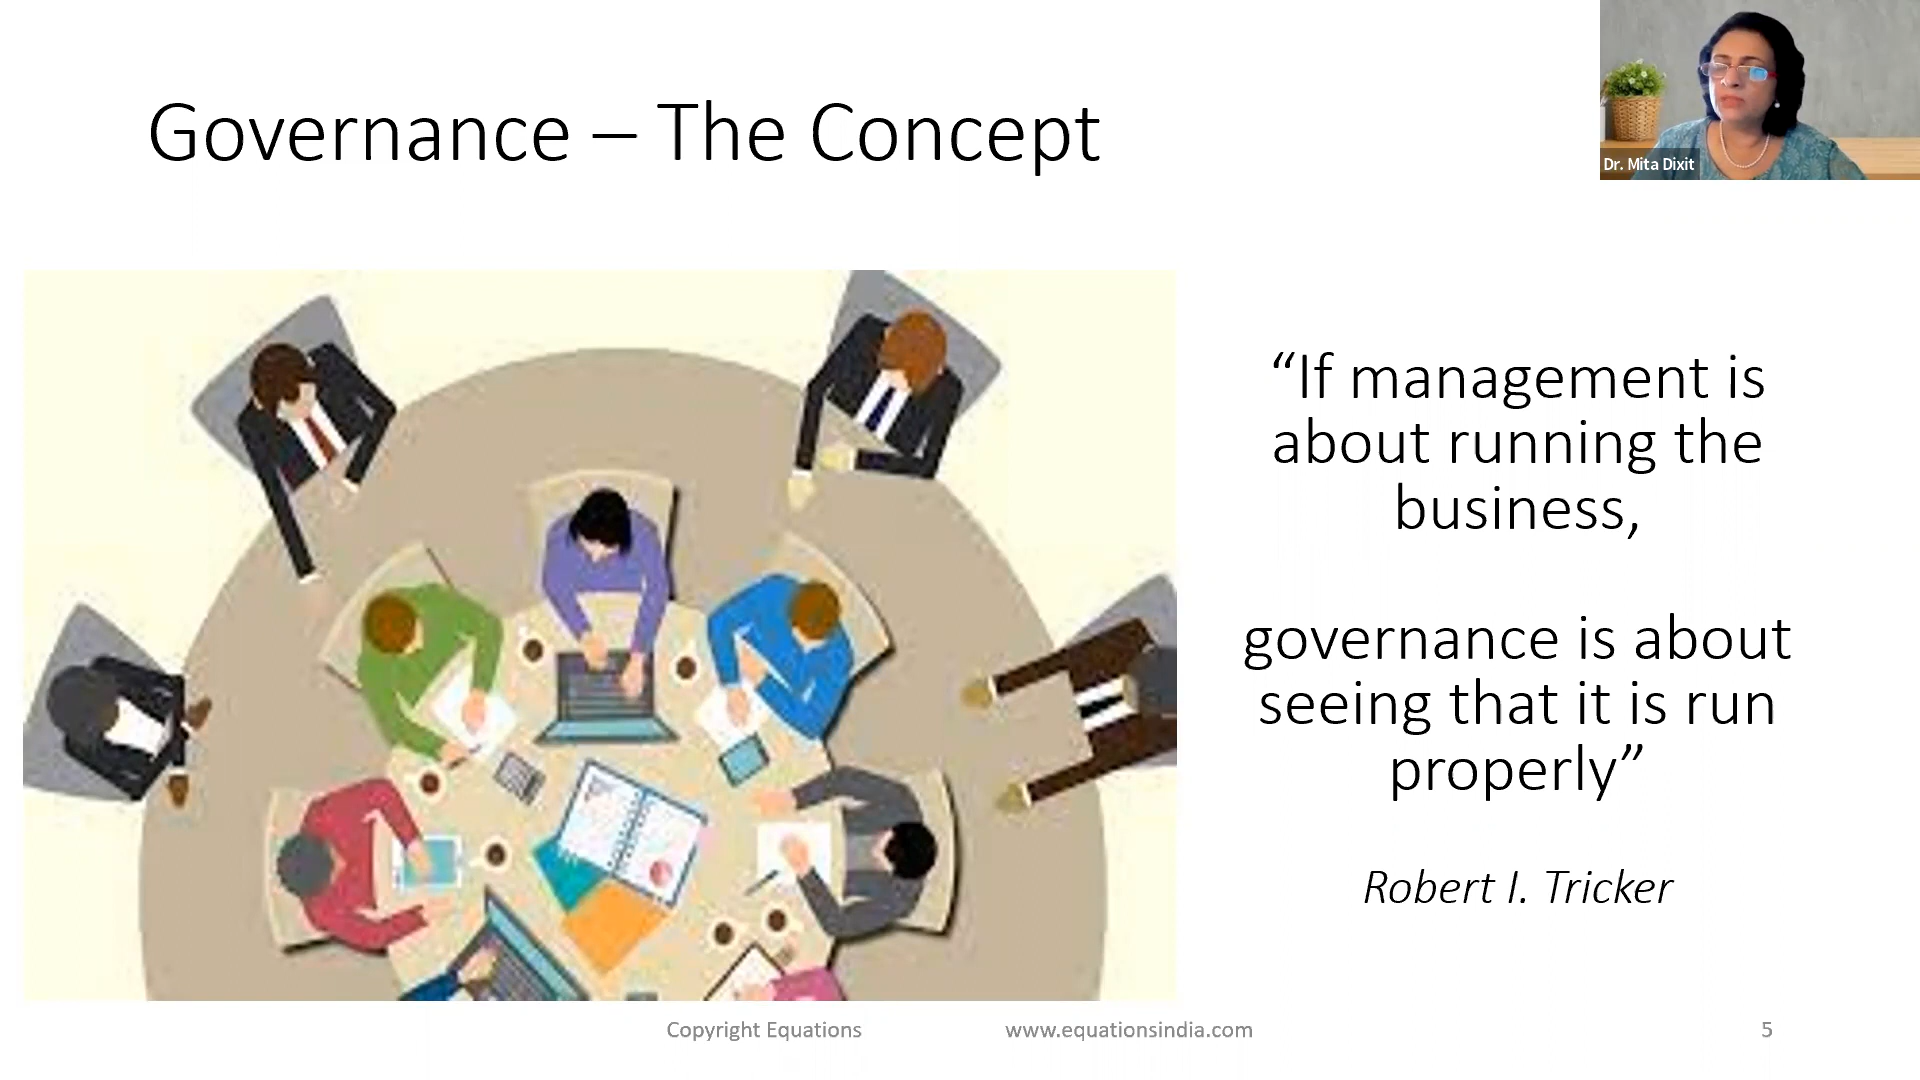 Governance – The Concept
Dr. Mita Dixit
“If management is
about running the
business,
governance is about
seeing that it is run
properly”
Robert I. Tricker
Copyright Equations
www.equationsindia.com
5